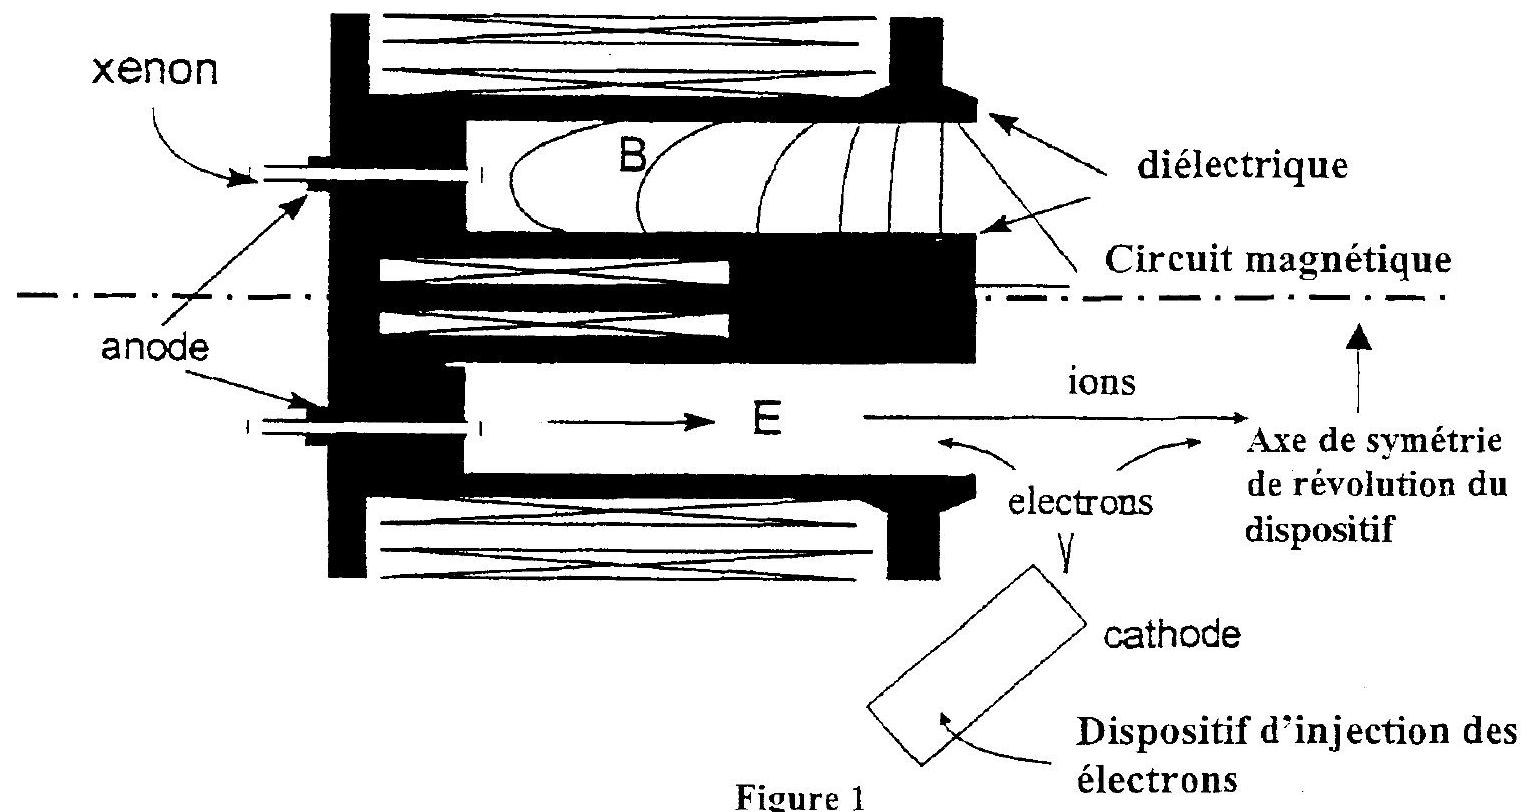 xenon
B
diélectrique
Circuit magnétique
anode
ions
E
Axe de symétrie
de révolution du
dispositif
electrons
cathode
Dispositif d'injection des
électrons
Figure 1